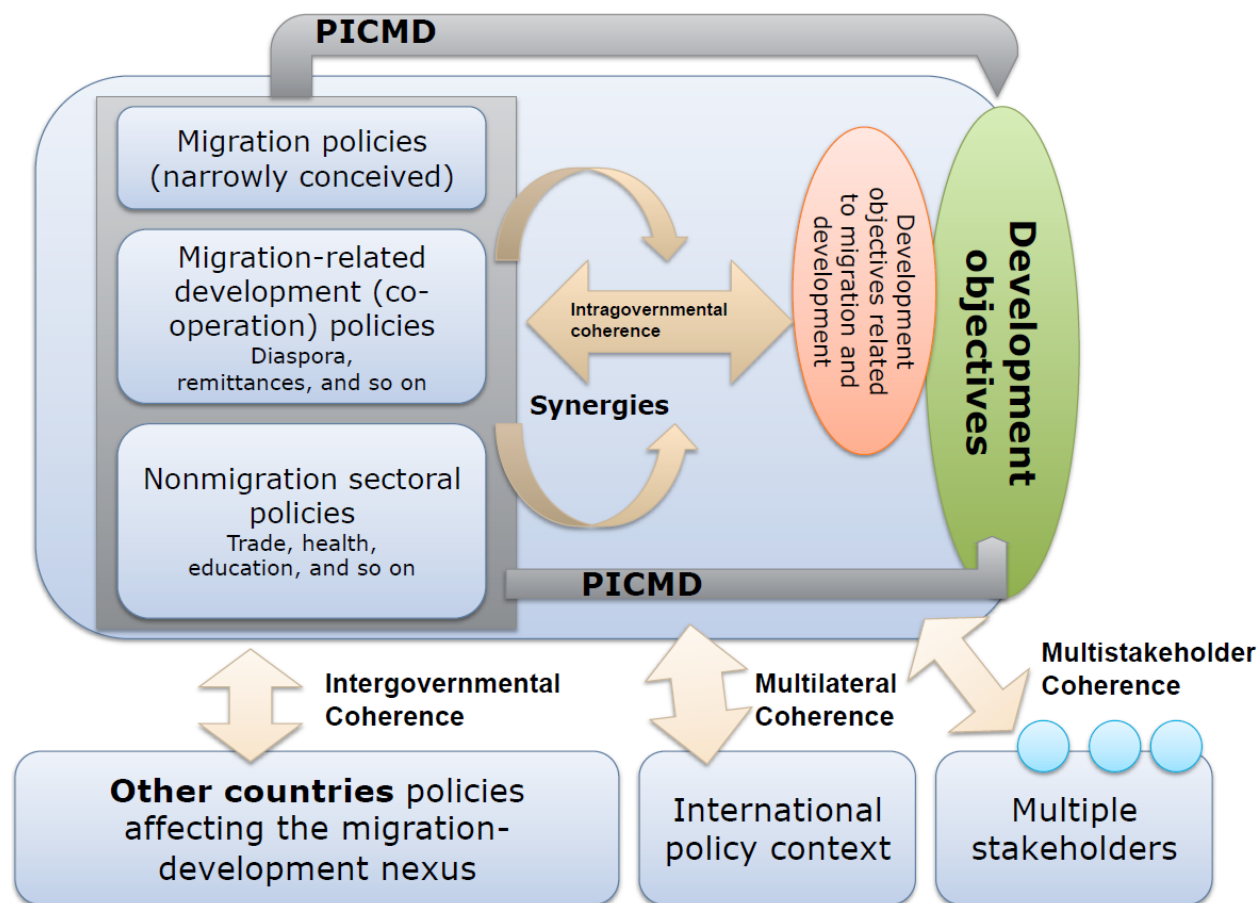 PICMD
Migration policies
(narrowly conceived)
Migration-related
development (co-
operation) policies
Diaspora,
remittances, and so on
Nonmigration sectoral
policies
Trade, health,
education, and so on
Intragovernmental
coherence
Synergies
Development
objectives related
to migration and
development
Development
objectives
PICMD
Intergovernmental
Coherence
Multilateral
Coherence
Multistakeholder
Coherence
Other countries policies
affecting the migration-
development nexus
International
policy context
Multiple
stakeholders